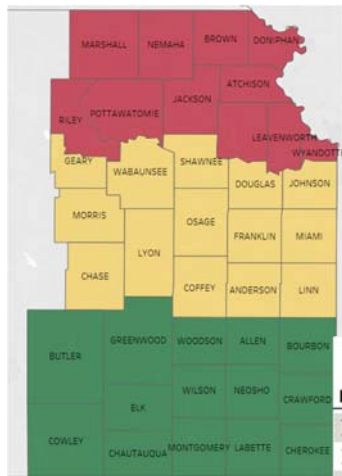 MARSHALL NEMAHA BROWN DONIPHAN
ATCHISON
RILEY POTTAWATOMIE JACKSON
LEAVENWORTH
WYANDOTTE
GEARY WABAUNSEE SHAWNEE DOUGLAS JOHNSON
MORRIS OSAGE
LYON FRANKLIN MIAMI
CHASE COFFEY ANDERSON LINN
BUTLER GREENWOOD WOODSON ALLEN BOURBON
WILSON NEOSHO CRAWFORD
ELK
COWLEY CHAUTAUQUA MONTGOMERY LABETTE CHEROKEE